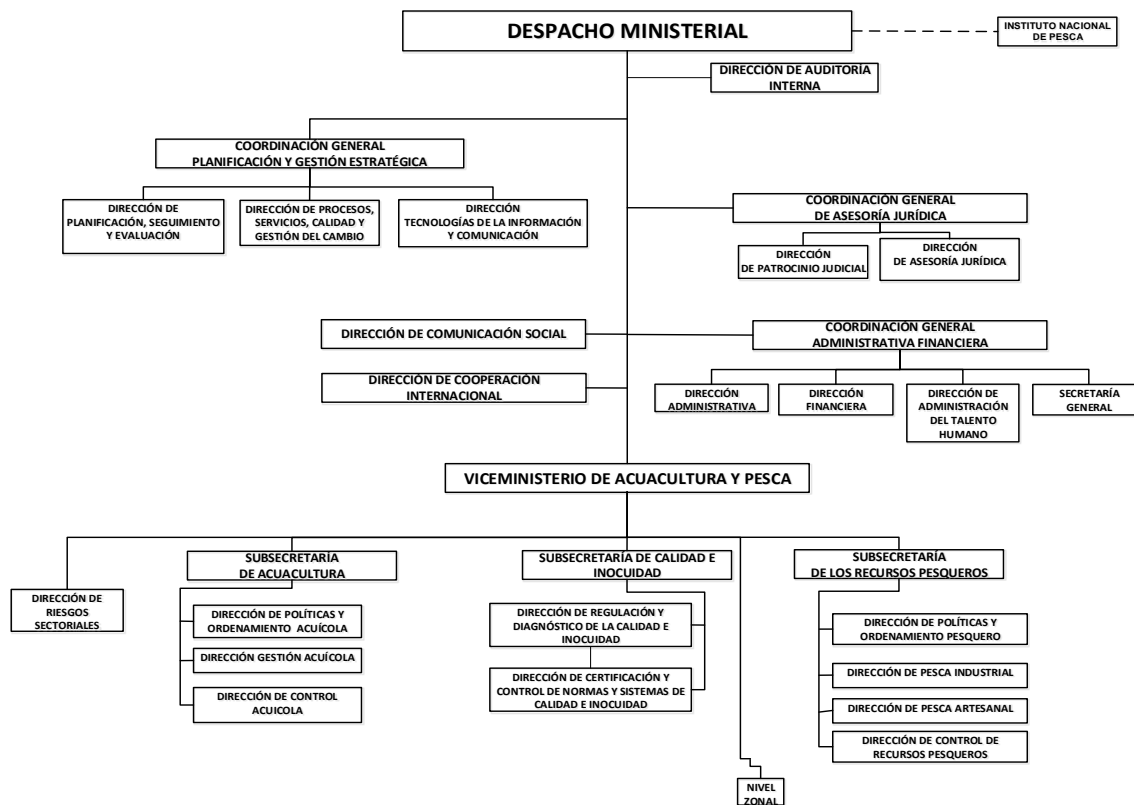 DESPACHO MINISTERIAL
INSTITUTO NACIONAL
DE PESCA
DIRECCIÓN DE AUDITORÍA
INTERNA
COORDINACIÓN GENERAL
PLANIFICACIÓN Y GESTIÓN ESTRATÉGICA
DIRECCIÓN DE
PLANIFICACIÓN, SEGUIMIENTO
Y EVALUACIÓN
DIRECCIÓN DE PROCESOS,
SERVICIOS, CALIDAD Y
GESTIÓN DEL CAMBIO
DIRECCIÓN
TECNOLOGÍAS DE LA INFORMACIÓN
Y COMUNICACIÓN
COORDINACIÓN GENERAL
DE ASESORÍA JURÍDICA
DIRECCIÓN
DE PATROCINIO JUDICIAL
DIRECCIÓN
DE ASESORÍA JURÍDICA
DIRECCIÓN DE COMUNICACIÓN SOCIAL
COORDINACIÓN GENERAL
ADMINISTRATIVA FINANCIERA
DIRECCIÓN DE COOPERACIÓN
INTERNACIONAL
DIRECCIÓN
ADMINISTRATIVA
DIRECCIÓN
FINANCIERA
DIRECCIÓN DE
ADMINISTRACIÓN
DEL TALENTO
HUMANO
SECRETARÍA
GENERAL
VICEMINISTERIO DE ACUACULTURA Y PESCA
DIRECCIÓN DE
RIESGOS
SECTORIALES
SUBSECRETARÍA
DE ACUACULTURA
DIRECCIÓN DE POLÍTICAS Y
ORDENAMIENTO ACUÍCOLA
DIRECCIÓN GESTIÓN ACUÍCOLA
DIRECCIÓN DE CONTROL
ACUICOLA
SUBSECRETARÍA DE CALIDAD E
INOCUIDAD
DIRECCIÓN DE REGULACIÓN Y
DIAGNÓSTICO DE LA CALIDAD E
INOCUIDAD
DIRECCIÓN DE CERTIFICACIÓN Y
CONTROL DE NORMAS Y SISTEMAS DE
CALIDAD E INOCUIDAD
SUBSECRETARÍA
DE LOS RECURSOS PESQUEROS
DIRECCIÓN DE POLÍTICAS Y
ORDENAMIENTO PESQUERO
DIRECCIÓN DE PESCA INDUSTRIAL
DIRECCIÓN DE PESCA ARTESANAL
DIRECCIÓN DE CONTROL DE
RECURSOS PESQUEROS
NIVEL
ZONAL